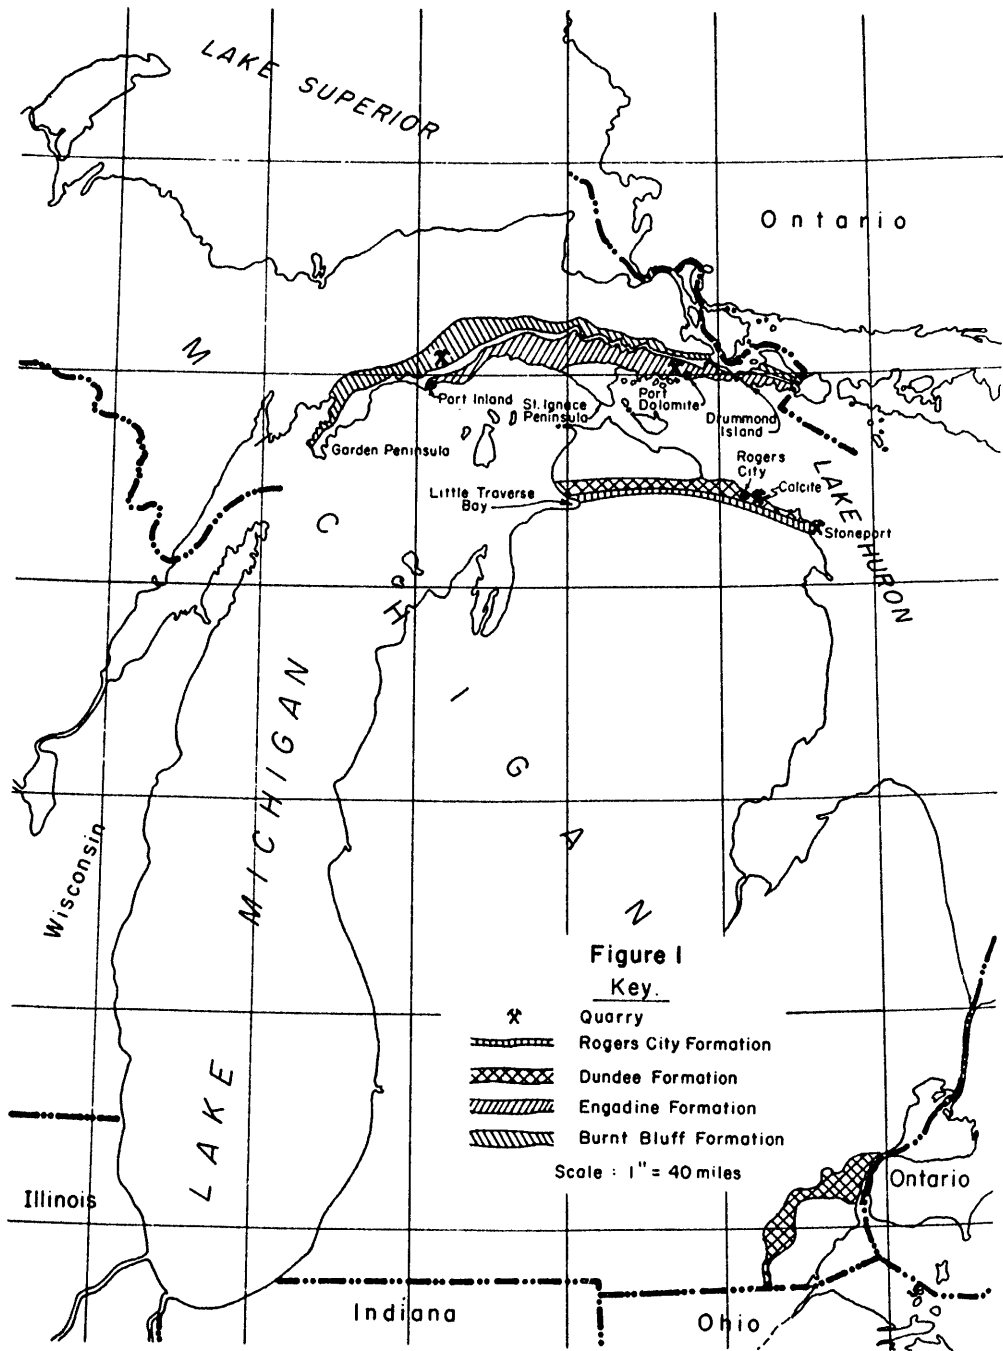 LAKE SUPERIOR
Ontario
M
Port Inland
St. Ignace
Peninsula
Port
Dolomite
Drummond
Island
Garden Peninsula
Rogers
City
Calcite
Little Traverse
Bay
Stoneport
LAKE HURON
C
H
I
G
A
N
LAKE MICHIGAN
Wisconsin
Figure 1
Key.
Quarry
Rogers City Formation
Dundee Formation
Engadine Formation
Burnt Bluff Formation
Scale : 1" = 40 miles
Ontario
Illinois
Indiana
Ohio